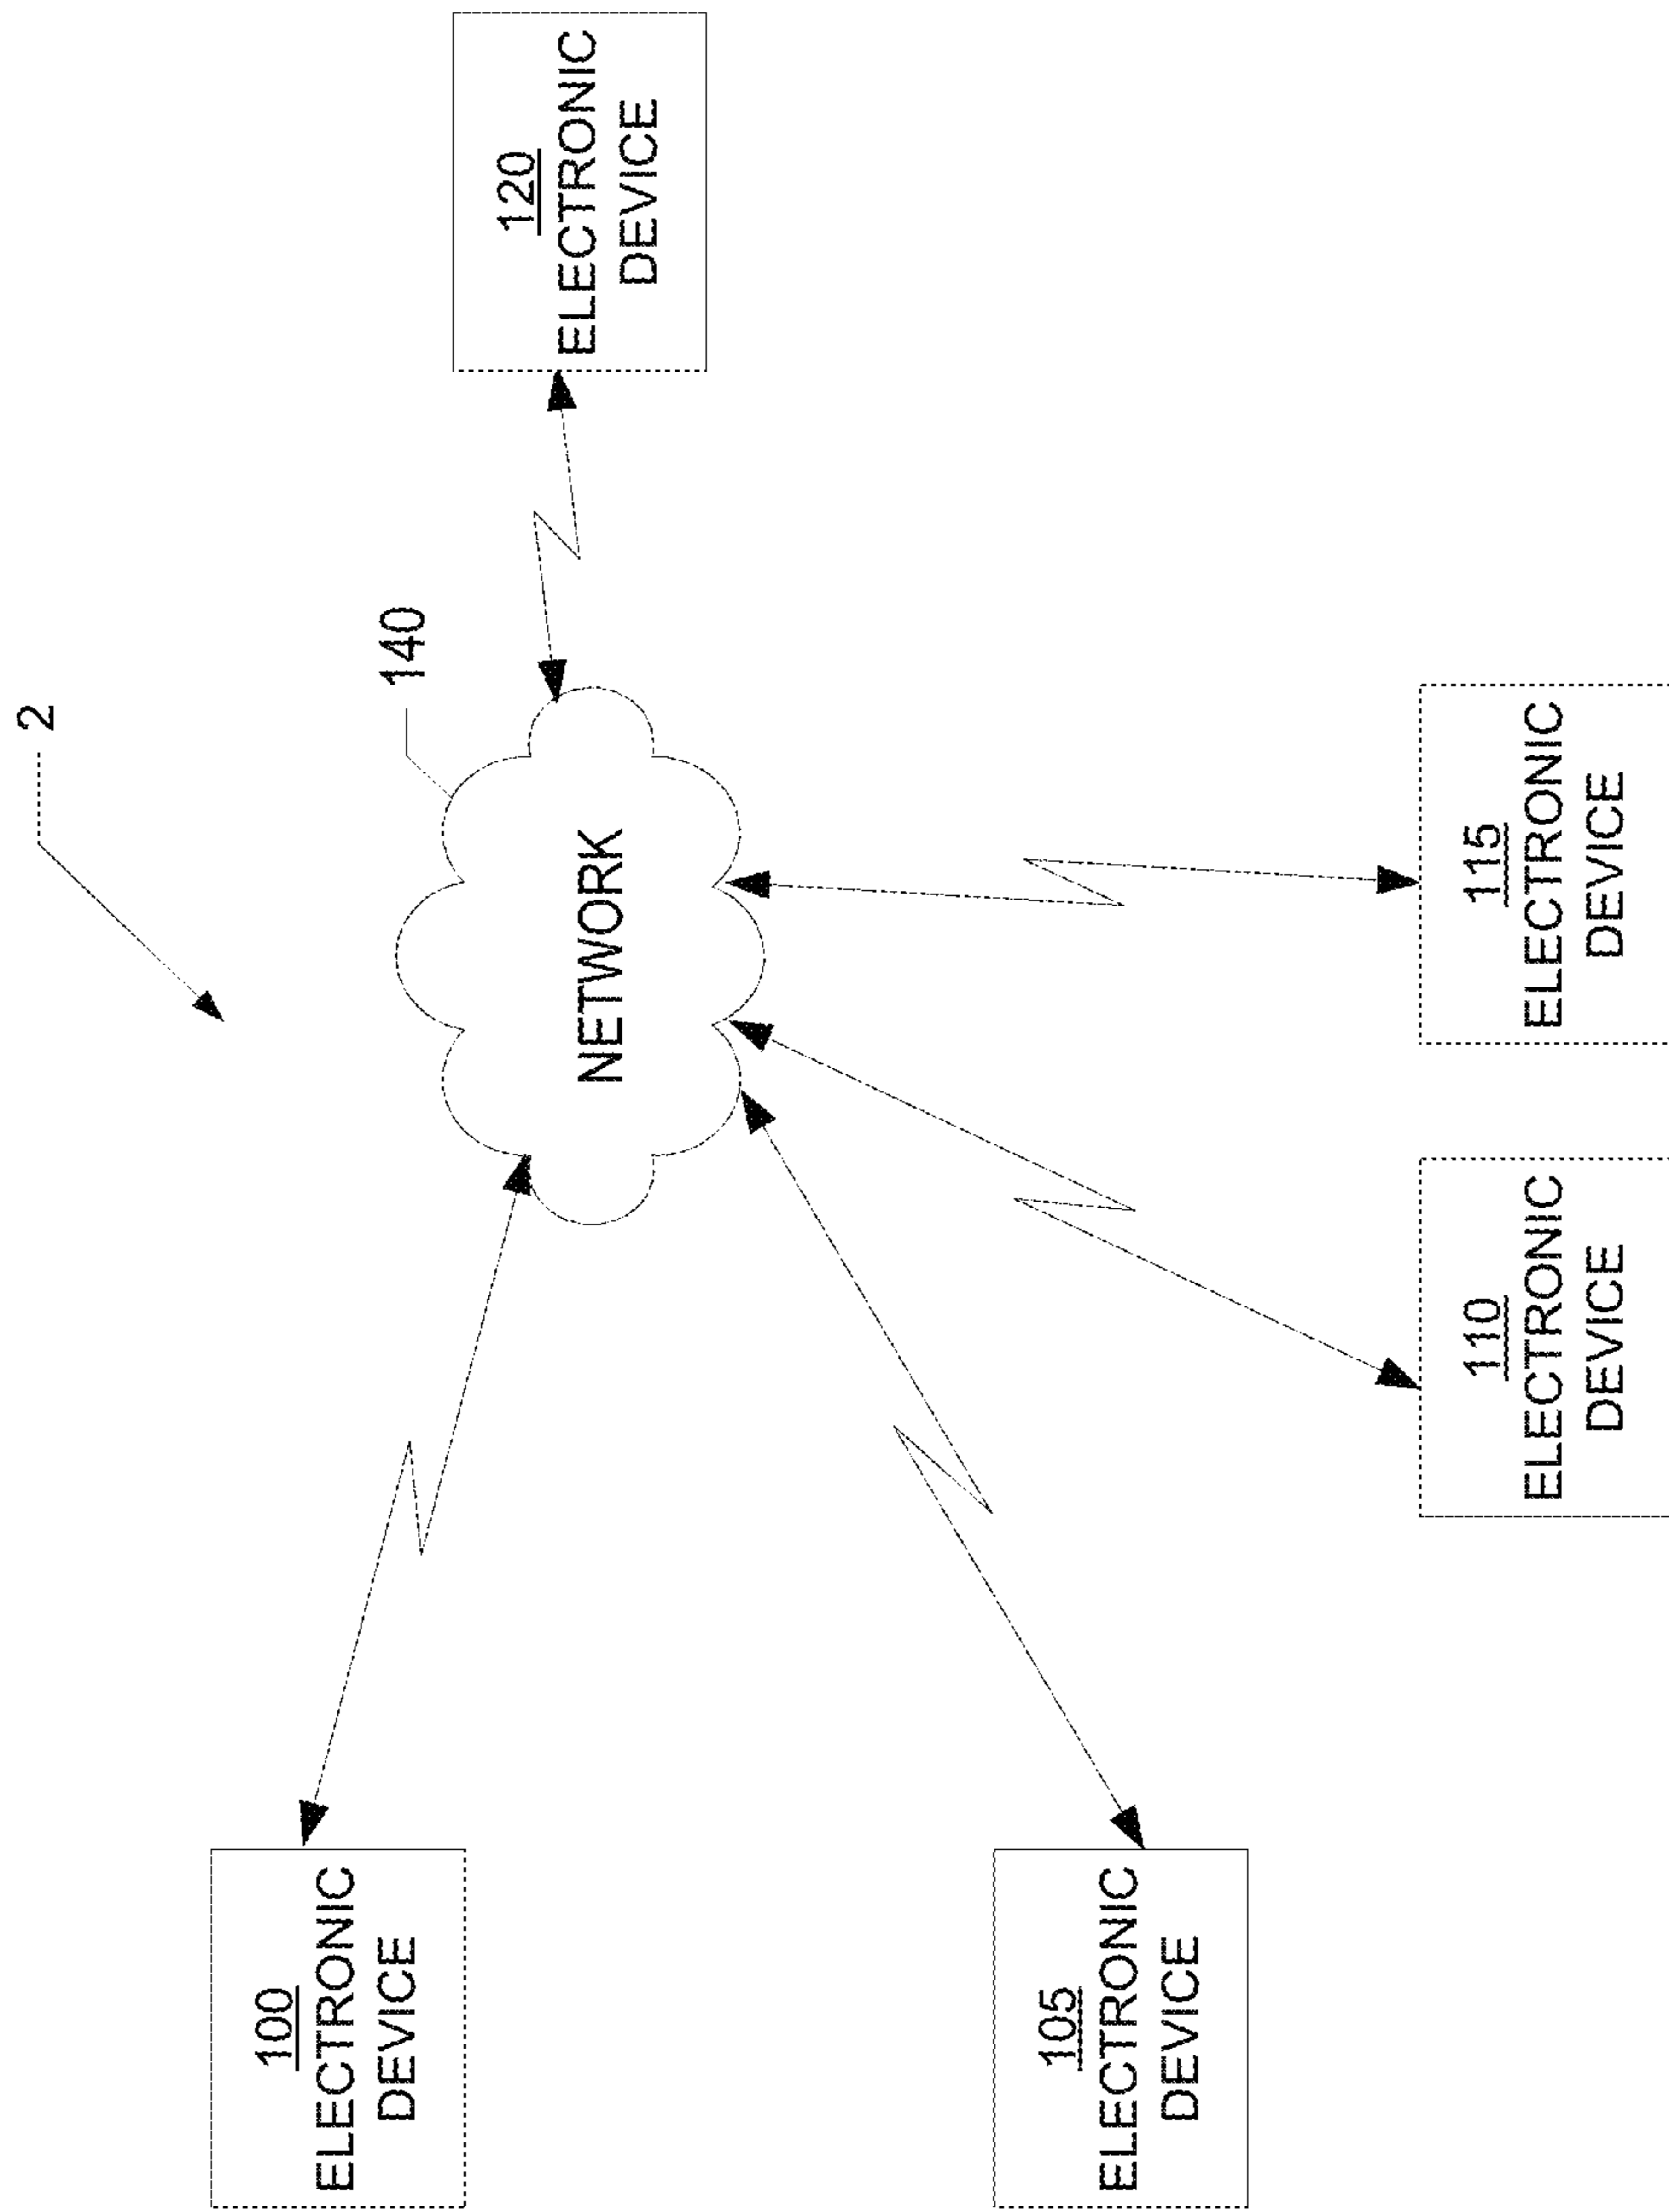 2
140
NETWORK
100
ELECTRONIC
DEVICE
120
ELECTRONIC
DEVICE
105
ELECTRONIC
DEVICE
110
ELECTRONIC
DEVICE
115
ELECTRONIC
DEVICE